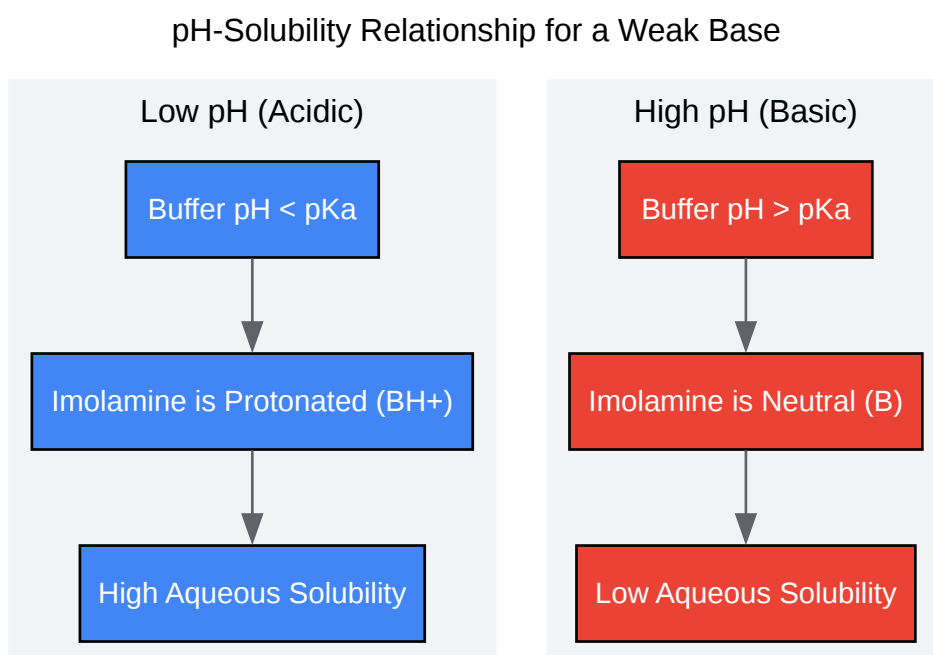 pH-Solubility Relationship for a Weak Base
Low pH (Acidic)
Buffer pH < pKa
Imolamine is Protonated (BH+)
High Aqueous Solubility
High pH (Basic)
Buffer pH > pKa
Imolamine is Neutral (B)
Low Aqueous Solubility